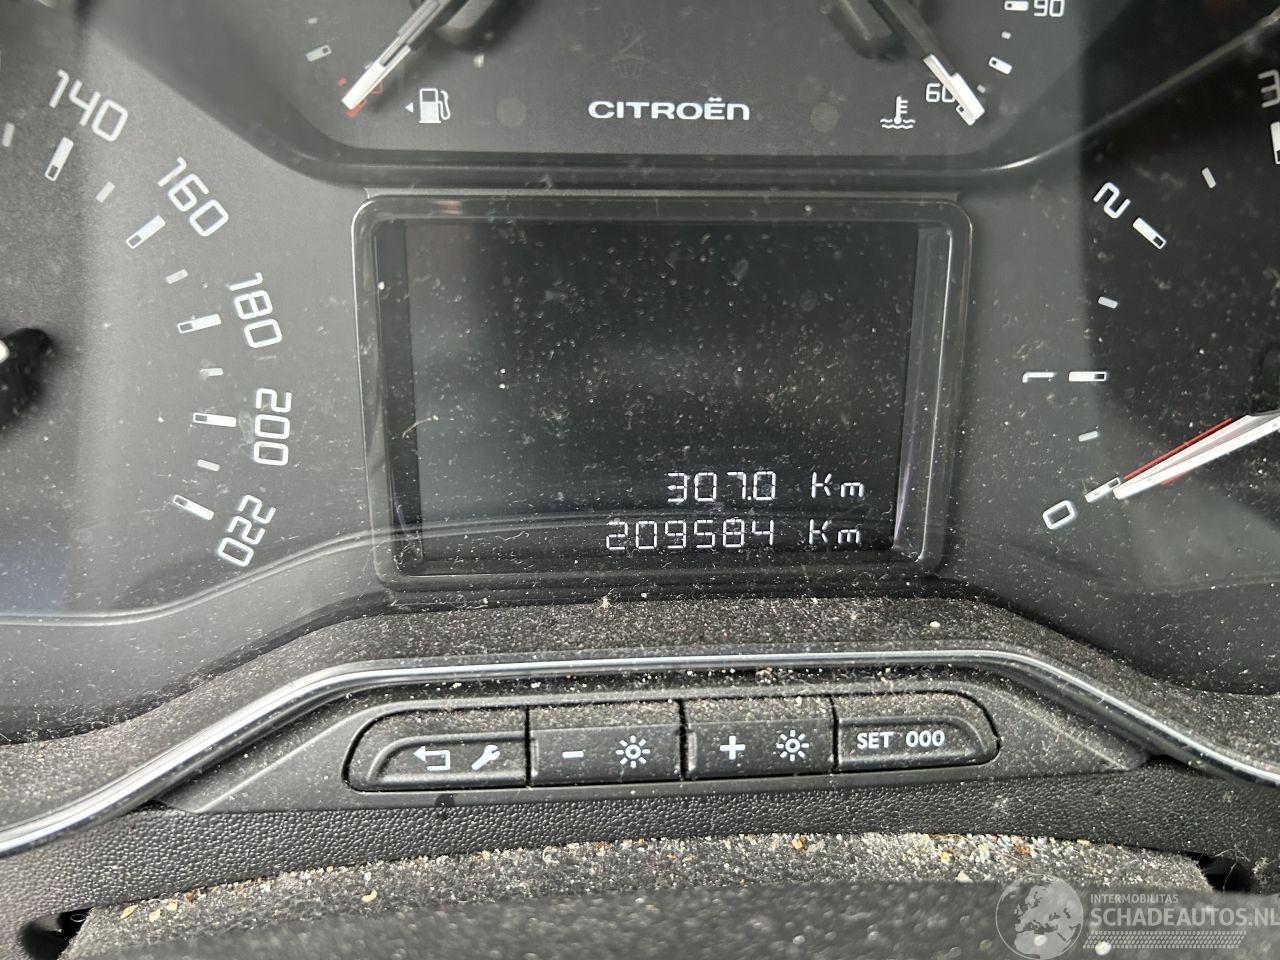 90
60
CITROËN
140
160
180
200
220
3
2
1
0
307.0 Km
209584 Km
- +
SET 000
INTERMOBILITAS
SCHADEAUTOS.NL